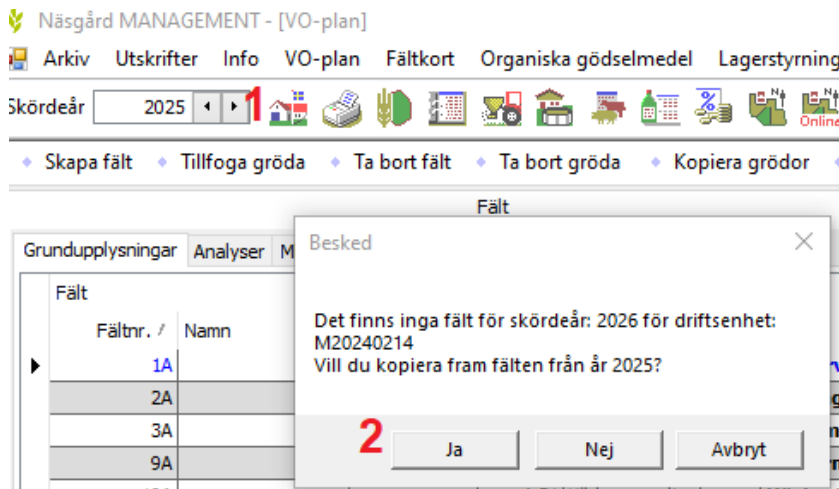 Näsgård MANAGEMENT - [VO-plan]
Arkiv Utskrifter Info VO-plan Fältkort Organiska gödselmedel Lagerstyrning
Skördeår 2025 1
Online
Skapa fält Tillfoga gröda Ta bort fält Ta bort gröda Kopiera grödor
Fält
Grundupplysningar Analyser M
Besked
Fält
Fältnr. / Namn
Det finns inga fält för skördeår: 2026 för driftsenhet:
M20240214
Vill du kopiera fram fälten från år 2025?
1A
2A
3A
9A
2 Ja Nej Avbryt